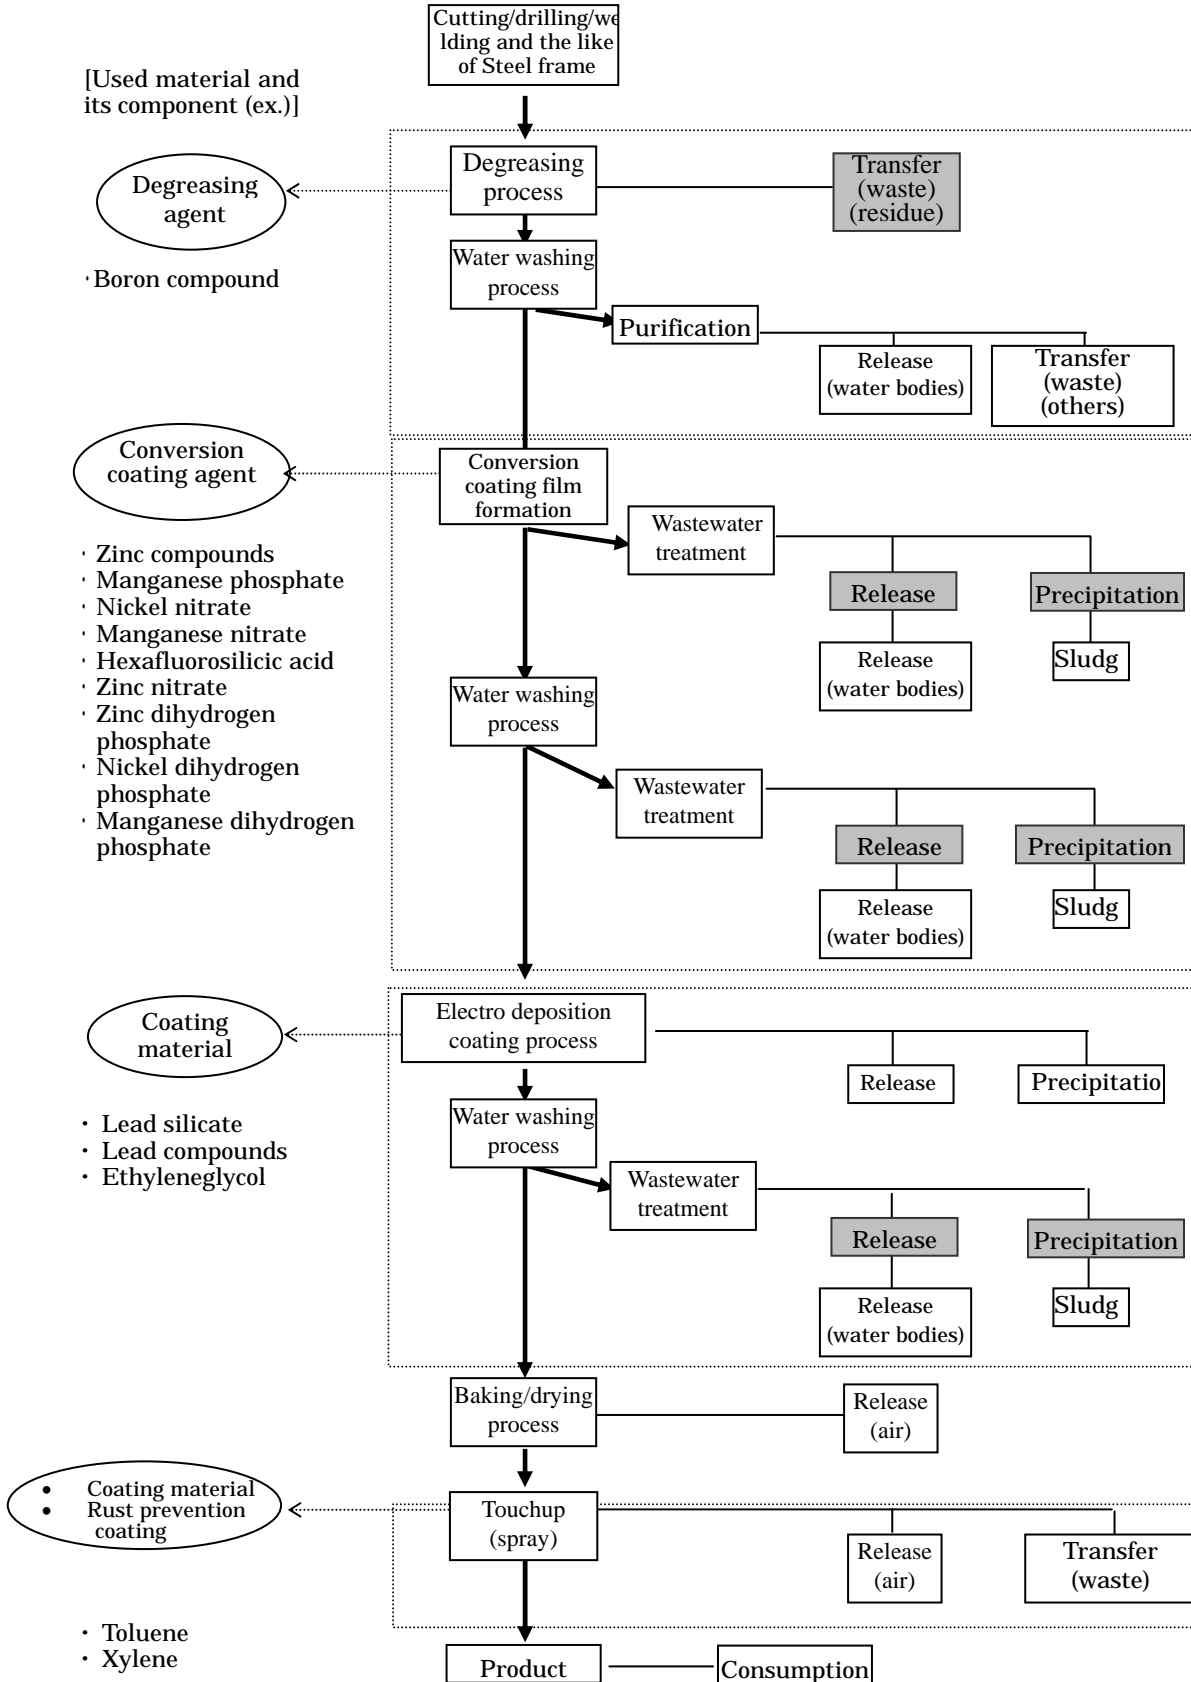 Cutting/drilling/we
lding and the like
of Steel frame
[Used material and
its component (ex.)]
Degreasing
process
Transfer
(waste)
(residue)
Degreasing
agent
· Boron compound
Water washing
process
Purification
Release
(water bodies)
Transfer
(waste)
(others)
Conversion
coating agent
Conversion
coating film
formation
Wastewater
treatment
· Zinc compounds
· Manganese phosphate
· Nickel nitrate
· Manganese nitrate
· Hexafluorosilicic acid
· Zinc nitrate
· Zinc dihydrogen
phosphate
· Nickel dihydrogen
phosphate
· Manganese dihydrogen
phosphate
Release
Precipitation
Release
(water bodies)
Sludg
Water washing
process
Wastewater
treatment
Release
Precipitation
Release
(water bodies)
Sludg
Coating
material
Electro deposition
coating process
Release
Precipitatio
· Lead silicate
· Lead compounds
· Ethyleneglycol
Water washing
process
Wastewater
treatment
Release
Precipitation
Release
(water bodies)
Sludg
Baking/drying
process
Release
(air)
• Coating material
• Rust prevention
coating
Touchup
(spray)
Release
(air)
Transfer
(waste)
· Toluene
· Xylene
Product
Consumption